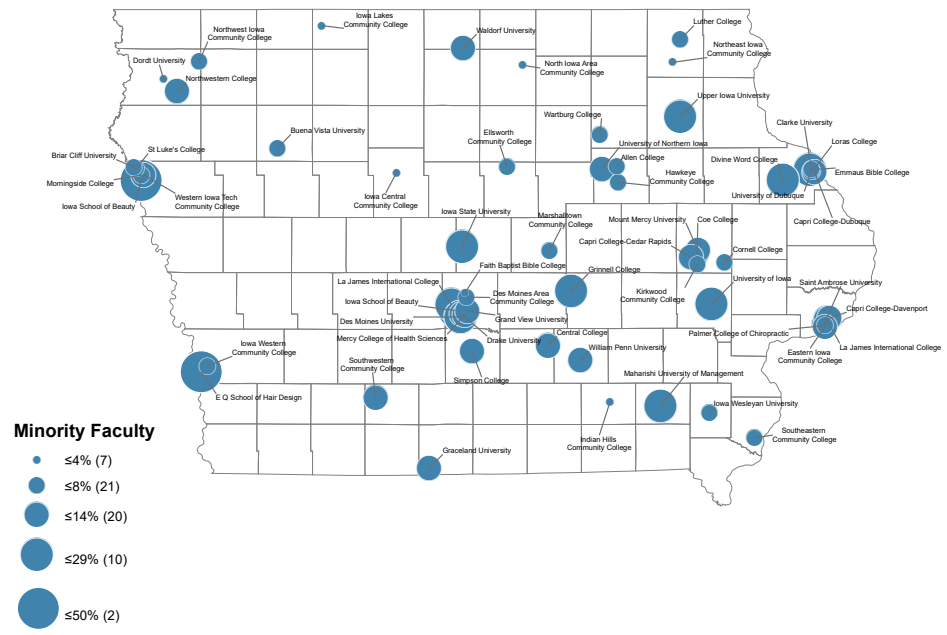 Iowa Lakes
Community College
Luther College
Northwest Iowa
Community College
Waldorf University
Northeast Iowa
Community College
Dordt University
North Iowa Area
Community College
Northwestern College
Upper Iowa University
Wartburg College
Clarke University
Buena Vista University
Ellsworth
Community College
University of Northern Iowa
Loras College
St Luke's College
Briar Cliff University
Allen College
Divine Word College
Emmaus Bible College
Morningside College
Hawkeye
Community College
Western Iowa Tech
Community College
Iowa Central
Community College
University of Dubuque
Iowa School of Beauty
Iowa State University
Marshalltown
Community College
Mount Mercy University
Coe College
Capri College-Dubuque
Capri College-Cedar Rapids
Cornell College
Faith Baptist Bible College
Grinnell College
La James International College
University of Iowa
Saint Ambrose University
Iowa School of Beauty
Des Moines Area
Community College
Kirkwood
Community College
Capri College-Davenport
Des Moines University
Grand View University
Mercy College of Health Sciences
Drake University
Central College
Palmer College of Chiropractic
Iowa Western
Community College
William Penn University
Eastern Iowa
Community College
La James International College
Southwestern
Community College
Simpson College
Maharishi University of Management
E Q School of Hair Design
Iowa Wesleyan University
Indian Hills
Community College
Southeastern
Community College
Graceland University
Minority Faculty
≤4% (7)
≤8% (21)
≤14% (20)
≤29% (10)
≤50% (2)